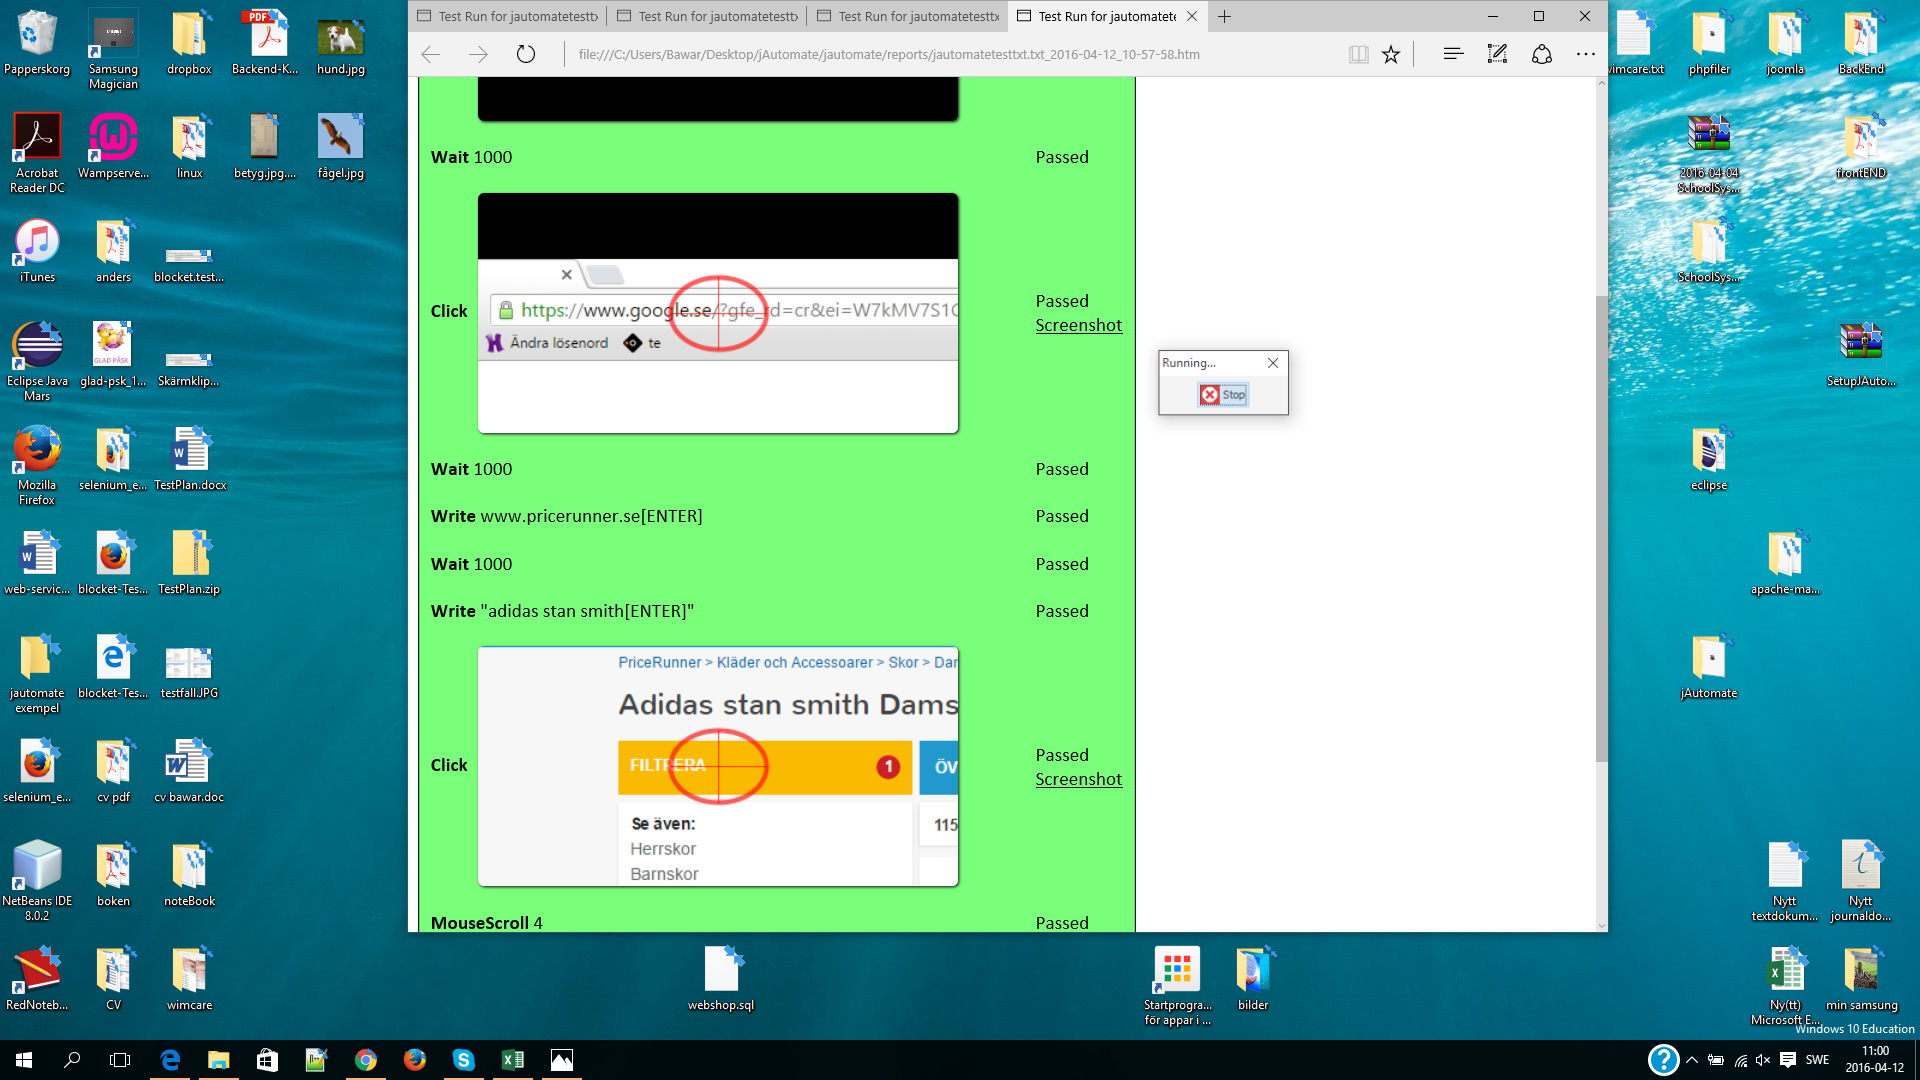 Test Run for jautomatetesttx
Test Run for jautomatetesttx
Test Run for jautomatetesttx
Test Run for jautomatete
file:///C:/Users/Bawar/Desktop/jAutomate/jautomate/reports/jautomatetesttxt.txt_2016-04-12_10-57-58.htm
Wait 1000 Passed
https://www.google.se/?gfe_rd=cr&ei=W7kMV7S1C
Ändra lösenord te
Click
Passed
Screenshot
Wait 1000 Passed
Write www.pricerunner.se[ENTER] Passed
Wait 1000 Passed
Write "adidas stan smith[ENTER]" Passed
PriceRunner > Kläder och Accessoarer > Skor > Dar
Adidas stan smith Dams
FILTRERA 1 ÖV
Se även: 115
Herrskor
Barnskor
Click
Passed
Screenshot
MouseScroll 4 Passed
Running...
Stop
Papperskorg
Samsung
Magician
dropbox
PDF
Backend-K...
hund.jpg
Acrobat
Reader DC
Wampserve...
linux
betyg.jpg....
fågel.jpg
iTunes
anders
blocket.test...
Eclipse Java
Mars
GLAD PÅSK
glad-psk_1...
Skärmklip...
Mozilla
Firefox
selenium_e...
TestPlan.docx
web-servic...
blocket-Tes...
TestPlan.zip
jautomate
exempel
blocket-Tes...
testfall.JPG
selenium_e...
cv pdf
cv bawar.doc
NetBeans IDE
8.0.2
boken
noteBook
RedNoteb...
CV
wimcare
webshop.sql
Startprogra...
för appar i ...
bilder
wimcare.txt
phpfiler
joomla
BackEnd
2016-04-04
SchoolSys...
frontEND
SchoolSys...
SetupJAuto...
eclipse
apache-ma...
jAutomate
Nytt
textdokum...
Nytt
journaldo...
Ny(tt)
Microsoft E...
min samsung
Windows 10 Education
SWE
11:00
2016-04-12